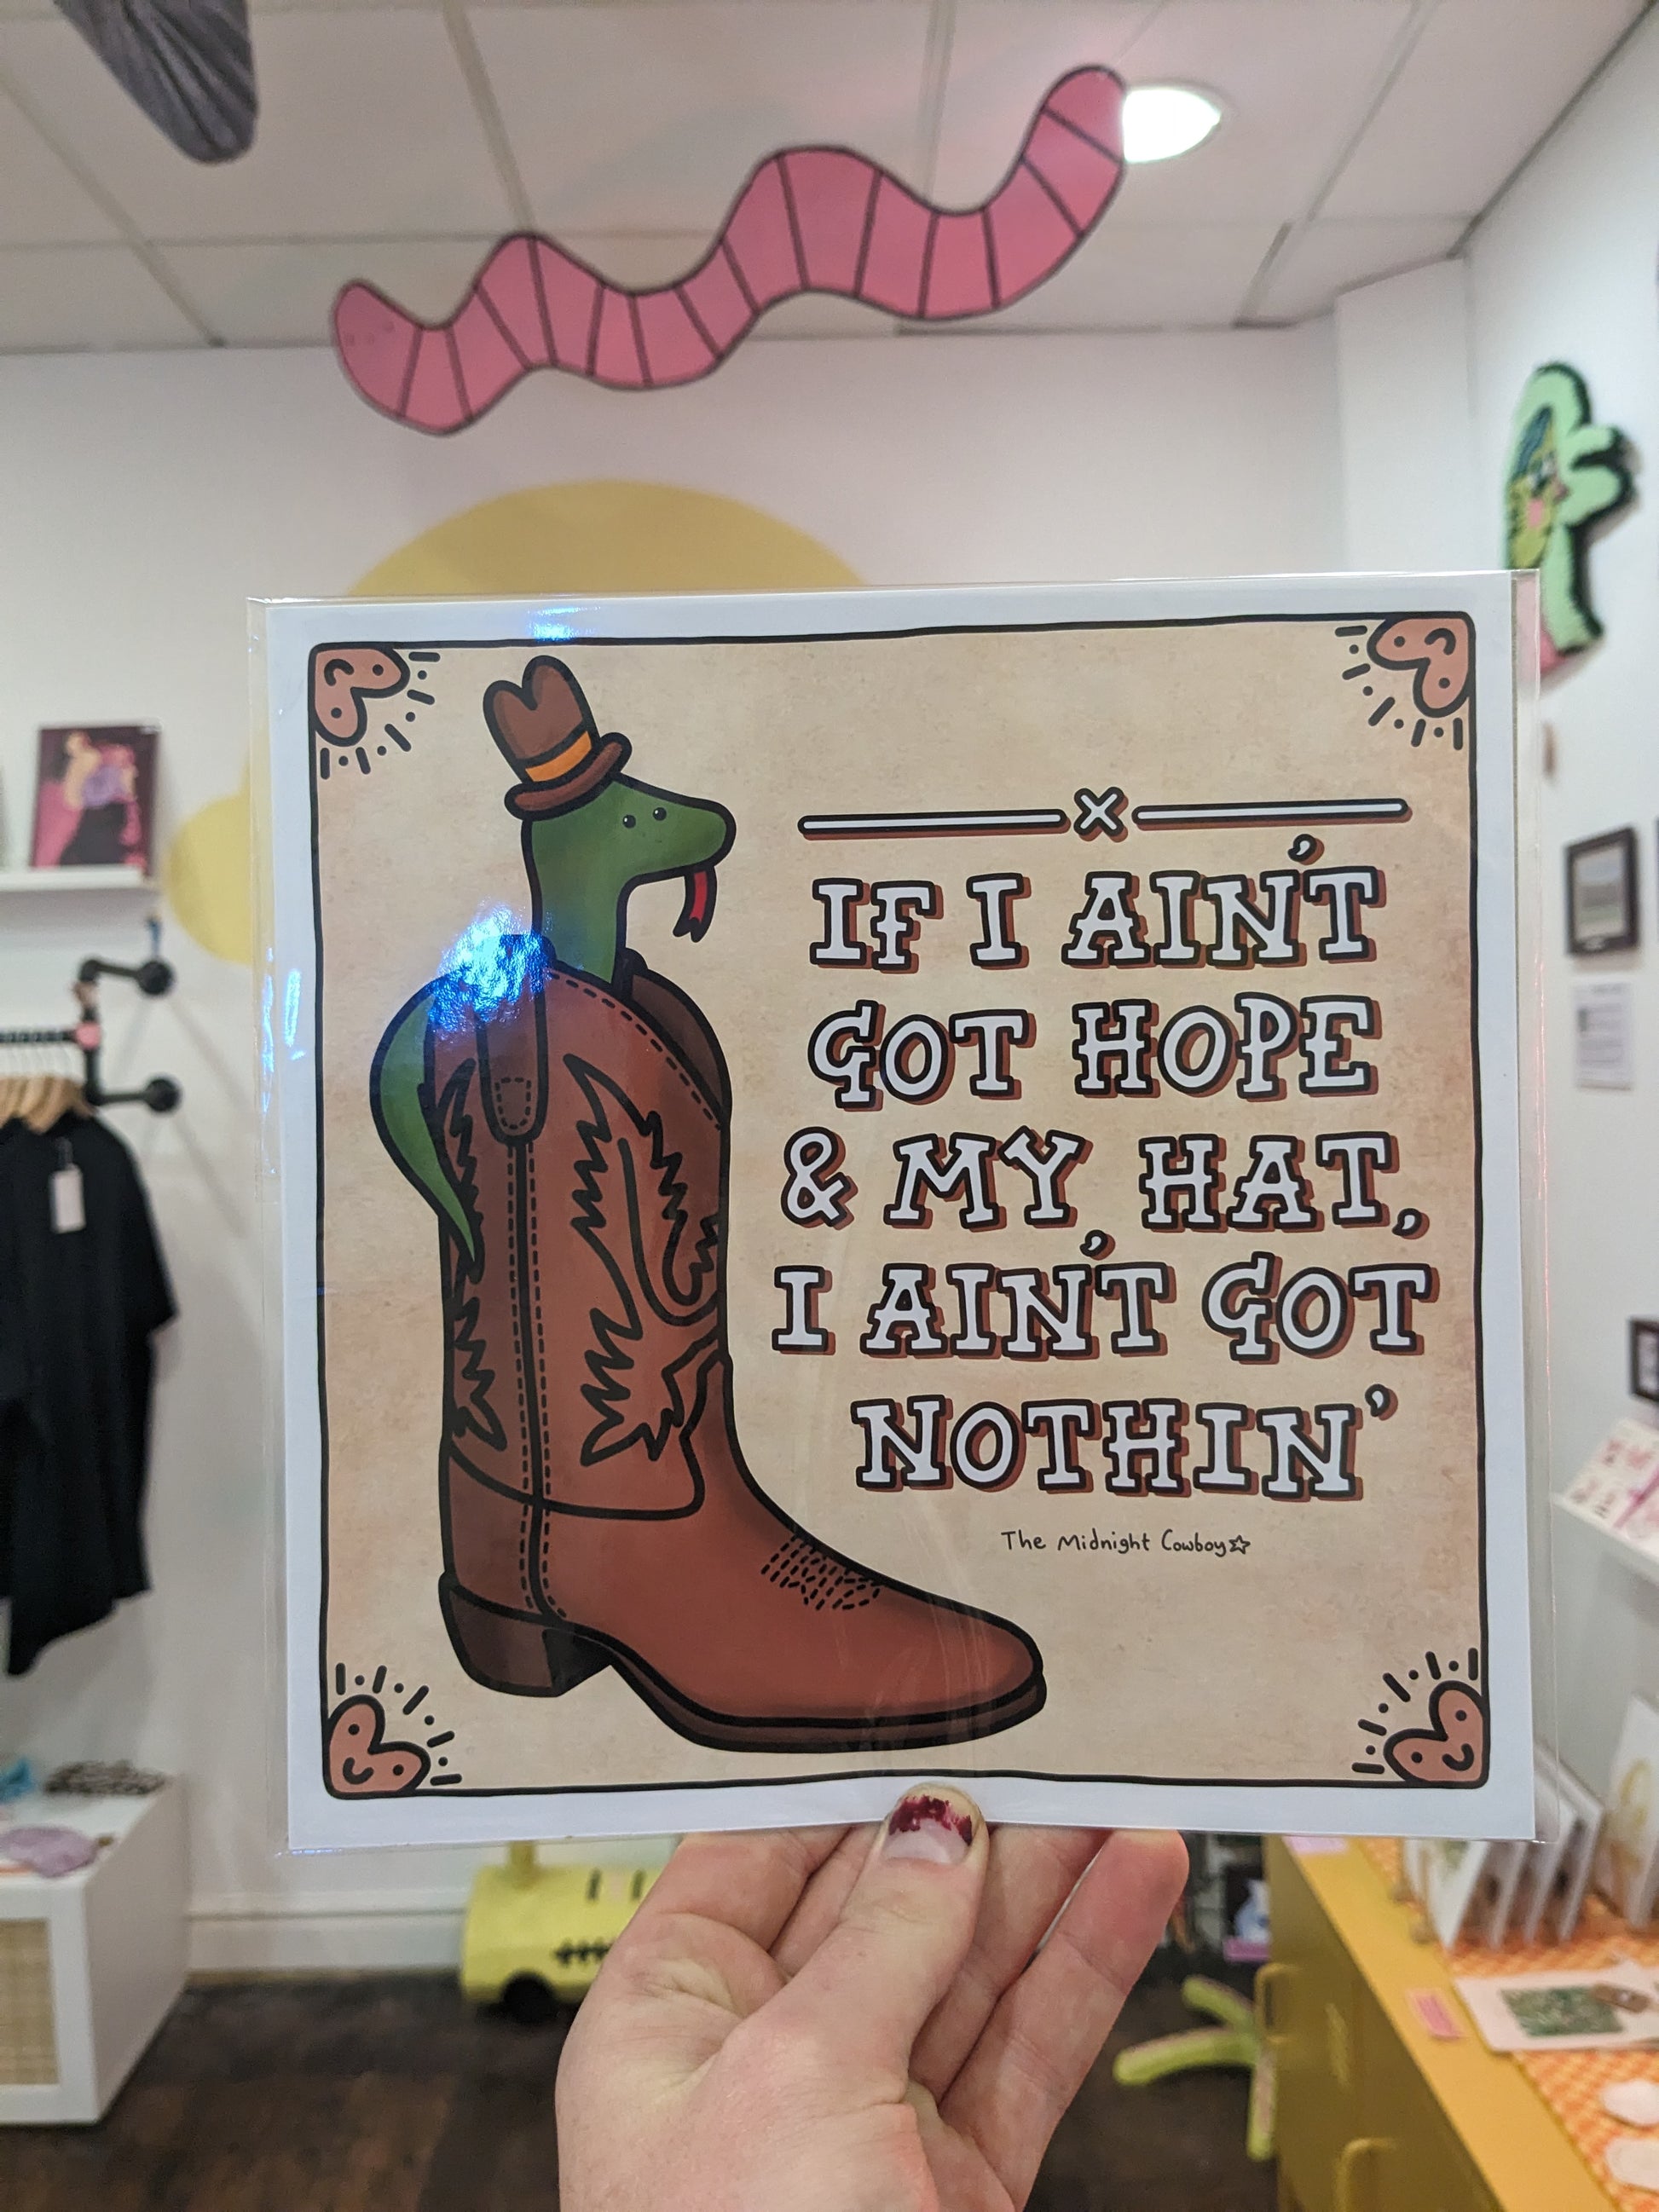 IF I AIN'T
GOT HOPE
& MY HAT,
I AIN'T GOT
NOTHIN'
The Midnight Cowboy☆